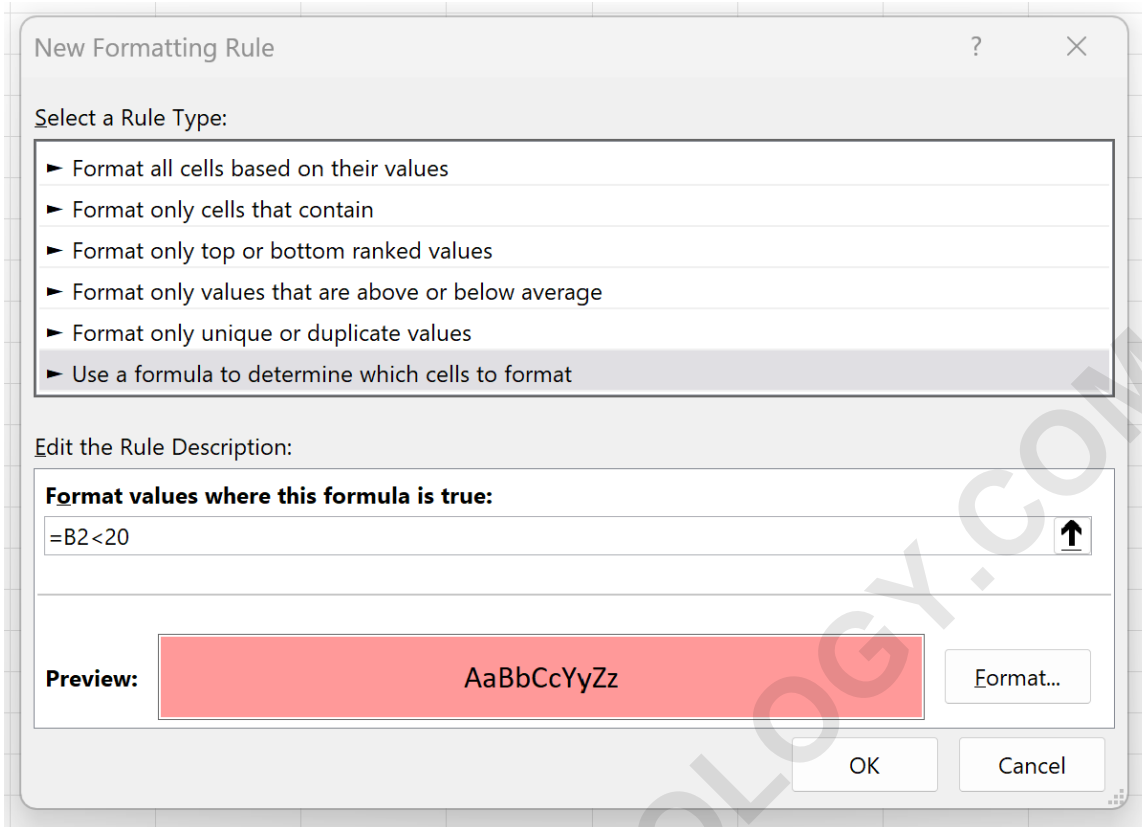 New Formatting Rule ?
Select a Rule Type:
► Format all cells based on their values
► Format only cells that contain
► Format only top or bottom ranked values
► Format only values that are above or below average
► Format only unique or duplicate values
► Use a formula to determine which cells to format
Edit the Rule Description:
Format values where this formula is true:
=B2<20
Preview: AaBbCcYyZz Format...
OK Cancel
OLOGY.COM